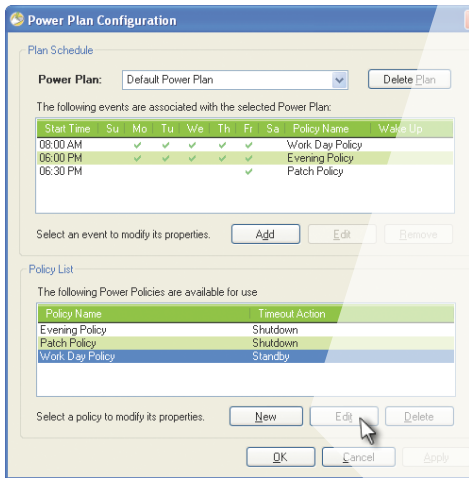 Power Plan Configuration
Plan Schedule
Power Plan: Default Power Plan Delete Plan
The following events are associated with the selected Power Plan:
Start Time Su Mo Tu We Th Fr Sa Policy Name Wake Up
08:00 AM Work Day Policy
06:00 PM Evening Policy
06:30 PM Patch Policy
Select an event to modify its properties. Add Edit Remove
Policy List
The following Power Policies are available for use
Policy Name Timeout Action
Evening Policy Shutdown
Patch Policy Shutdown
Work Day Policy Standby
Select a policy to modify its properties. New Edit Delete
OK Cancel Apply